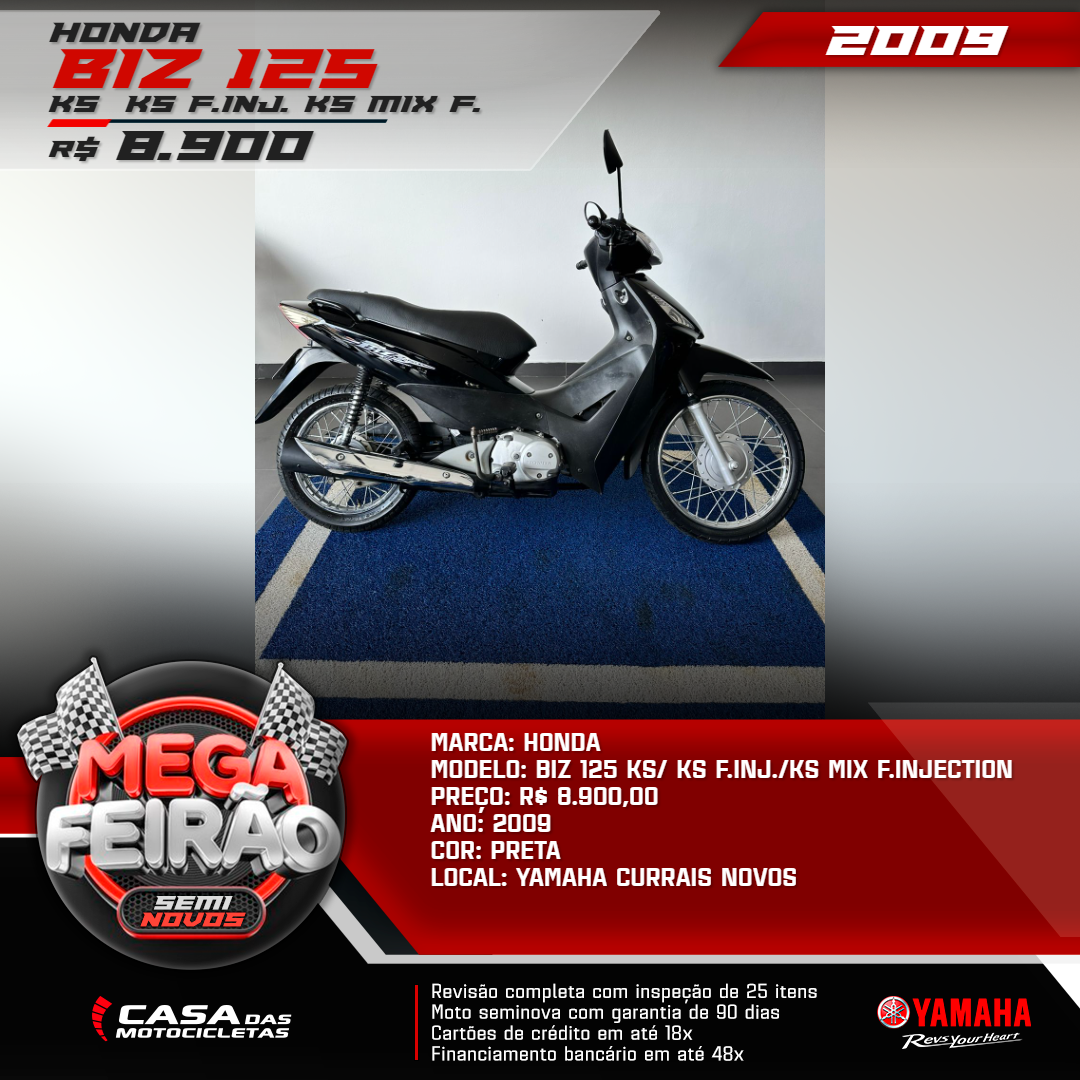 HONDA
BIZ 125
KS KS F.INJ. KS MIX F.
R$ 8.900
2009
MEGA
FEIRÃO
SEMI
NOVOS
MARCA: HONDA
MODELO: BIZ 125 KS/ KS F.INJ./KS MIX F.INJECTION
PREÇO: R$ 8.900,00
ANO: 2009
COR: PRETA
LOCAL: YAMAHA CURRAIS NOVOS
CASA DAS
MOTOCICLETAS
Revisão completa com inspeção de 25 itens
Moto seminova com garantia de 90 dias
Cartões de crédito em até 18x
Financiamento bancário em até 48x
YAMAHA
Revs Your Heart